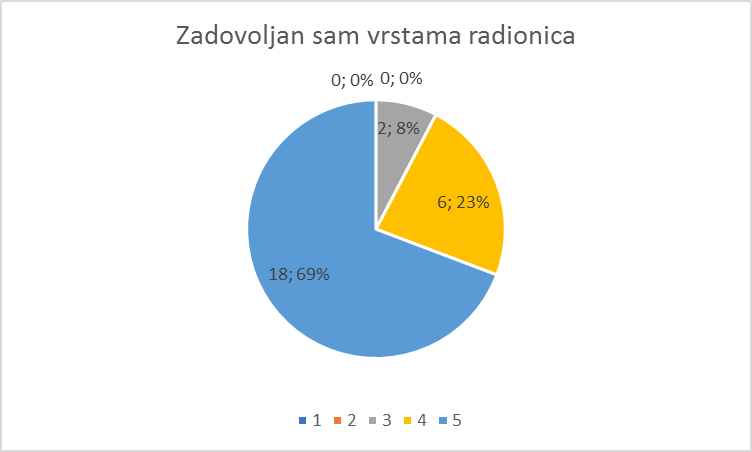 Zadovoljan sam vrstama radionica
0; 0% 0; 0%
2; 8%
6; 23%
18; 69%
1 2 3 4 5